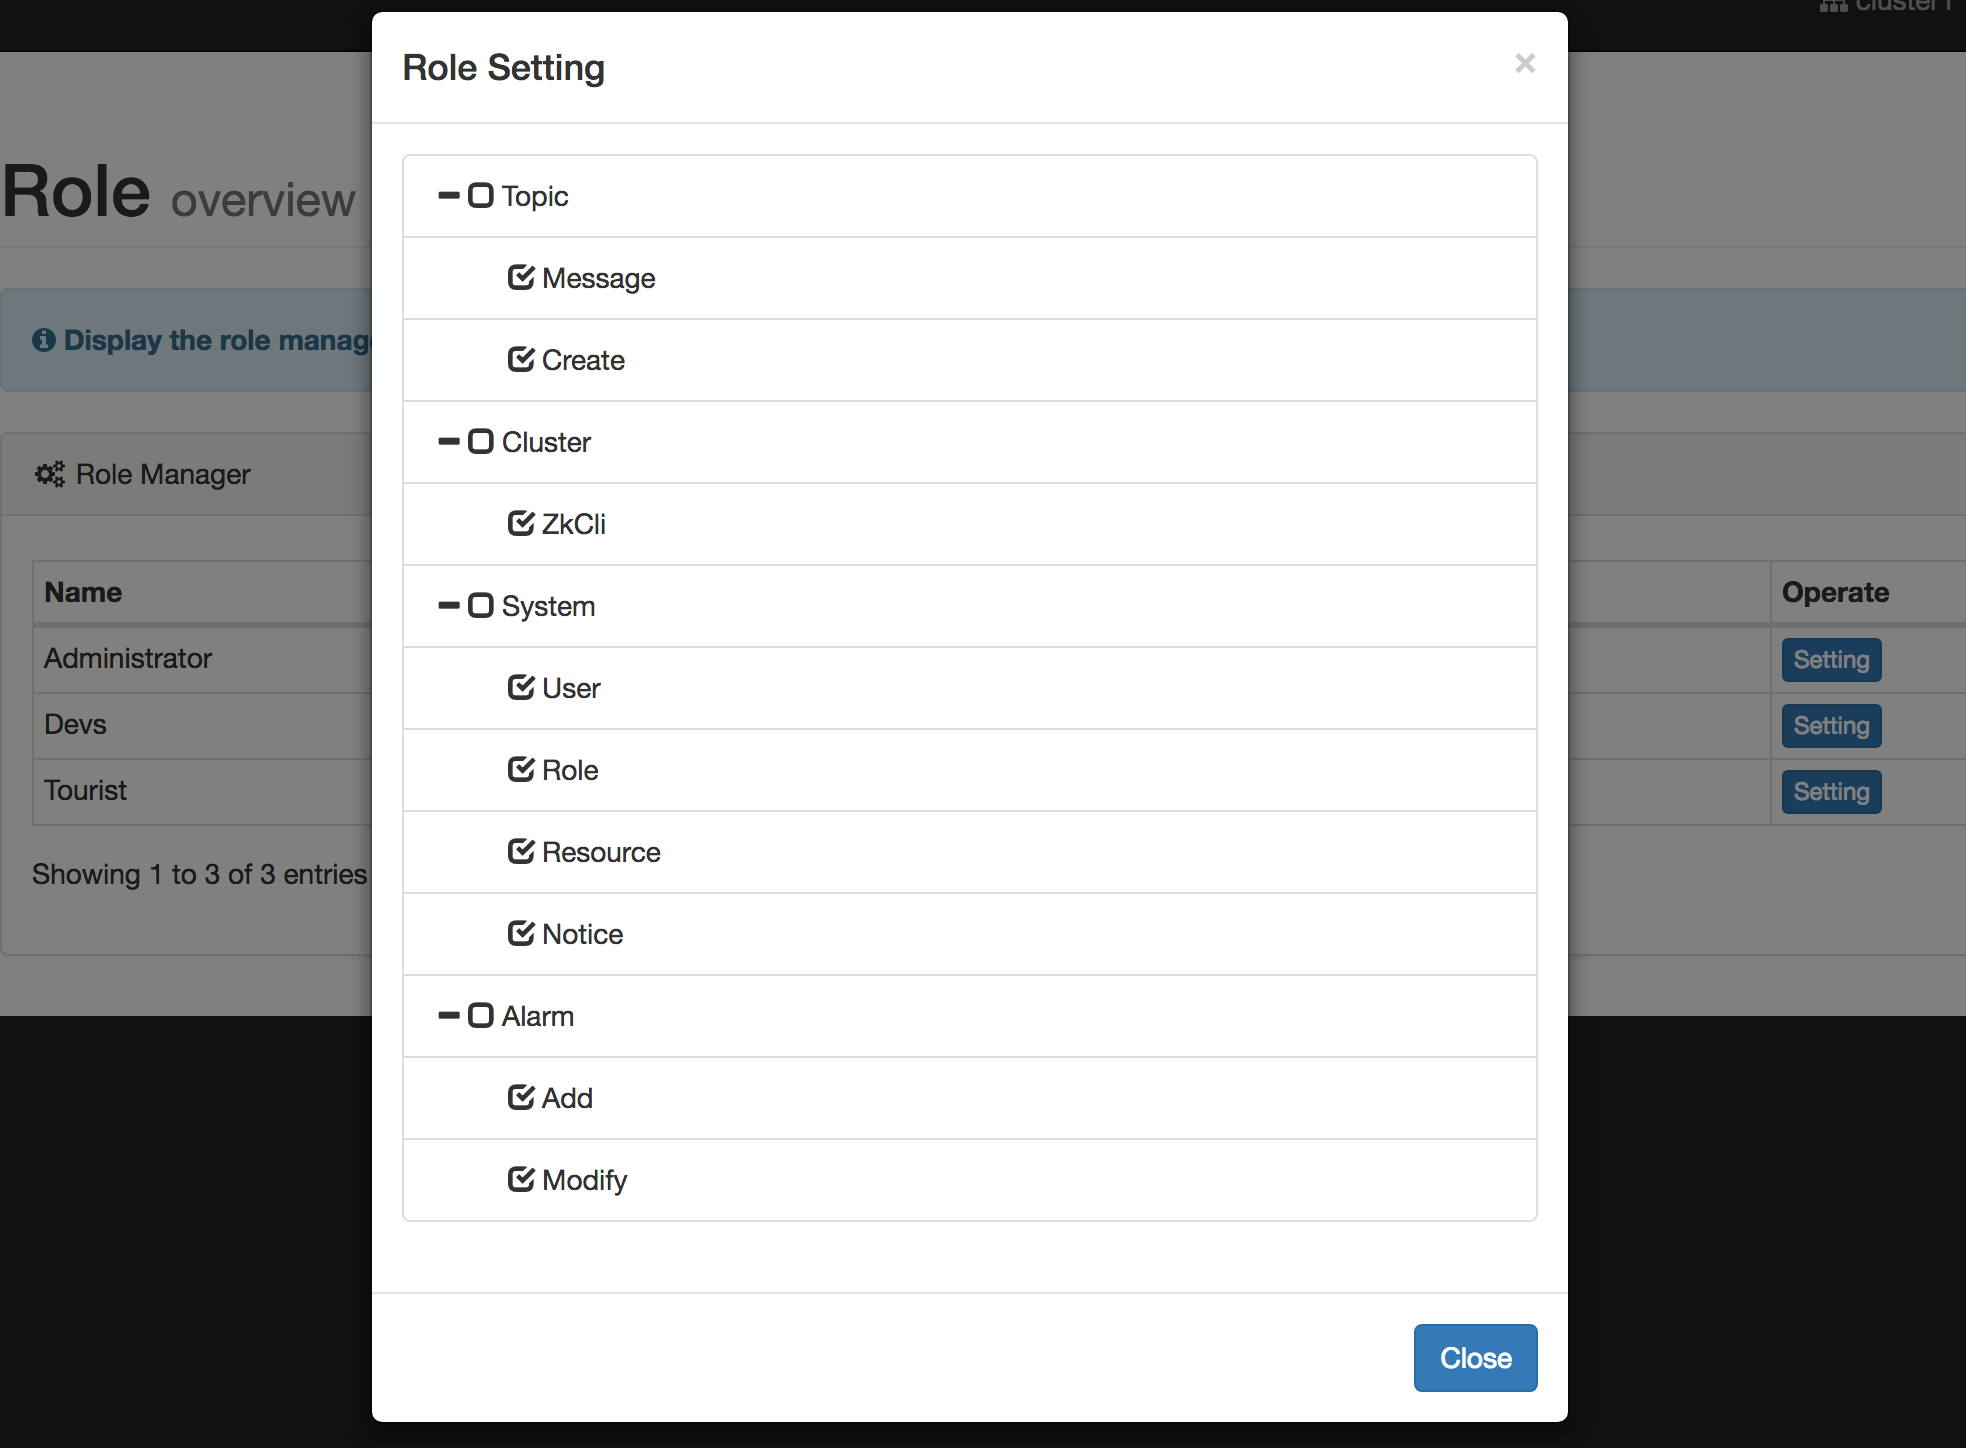 Role Setting
×
Topic
Message
Create
Cluster
ZkCli
System
User
Role
Resource
Notice
Alarm
Add
Modify
Close
Role overview
Display the role manag
Role Manager
Name
Operate
Administrator
Setting
Devs
Setting
Tourist
Setting
Showing 1 to 3 of 3 entries